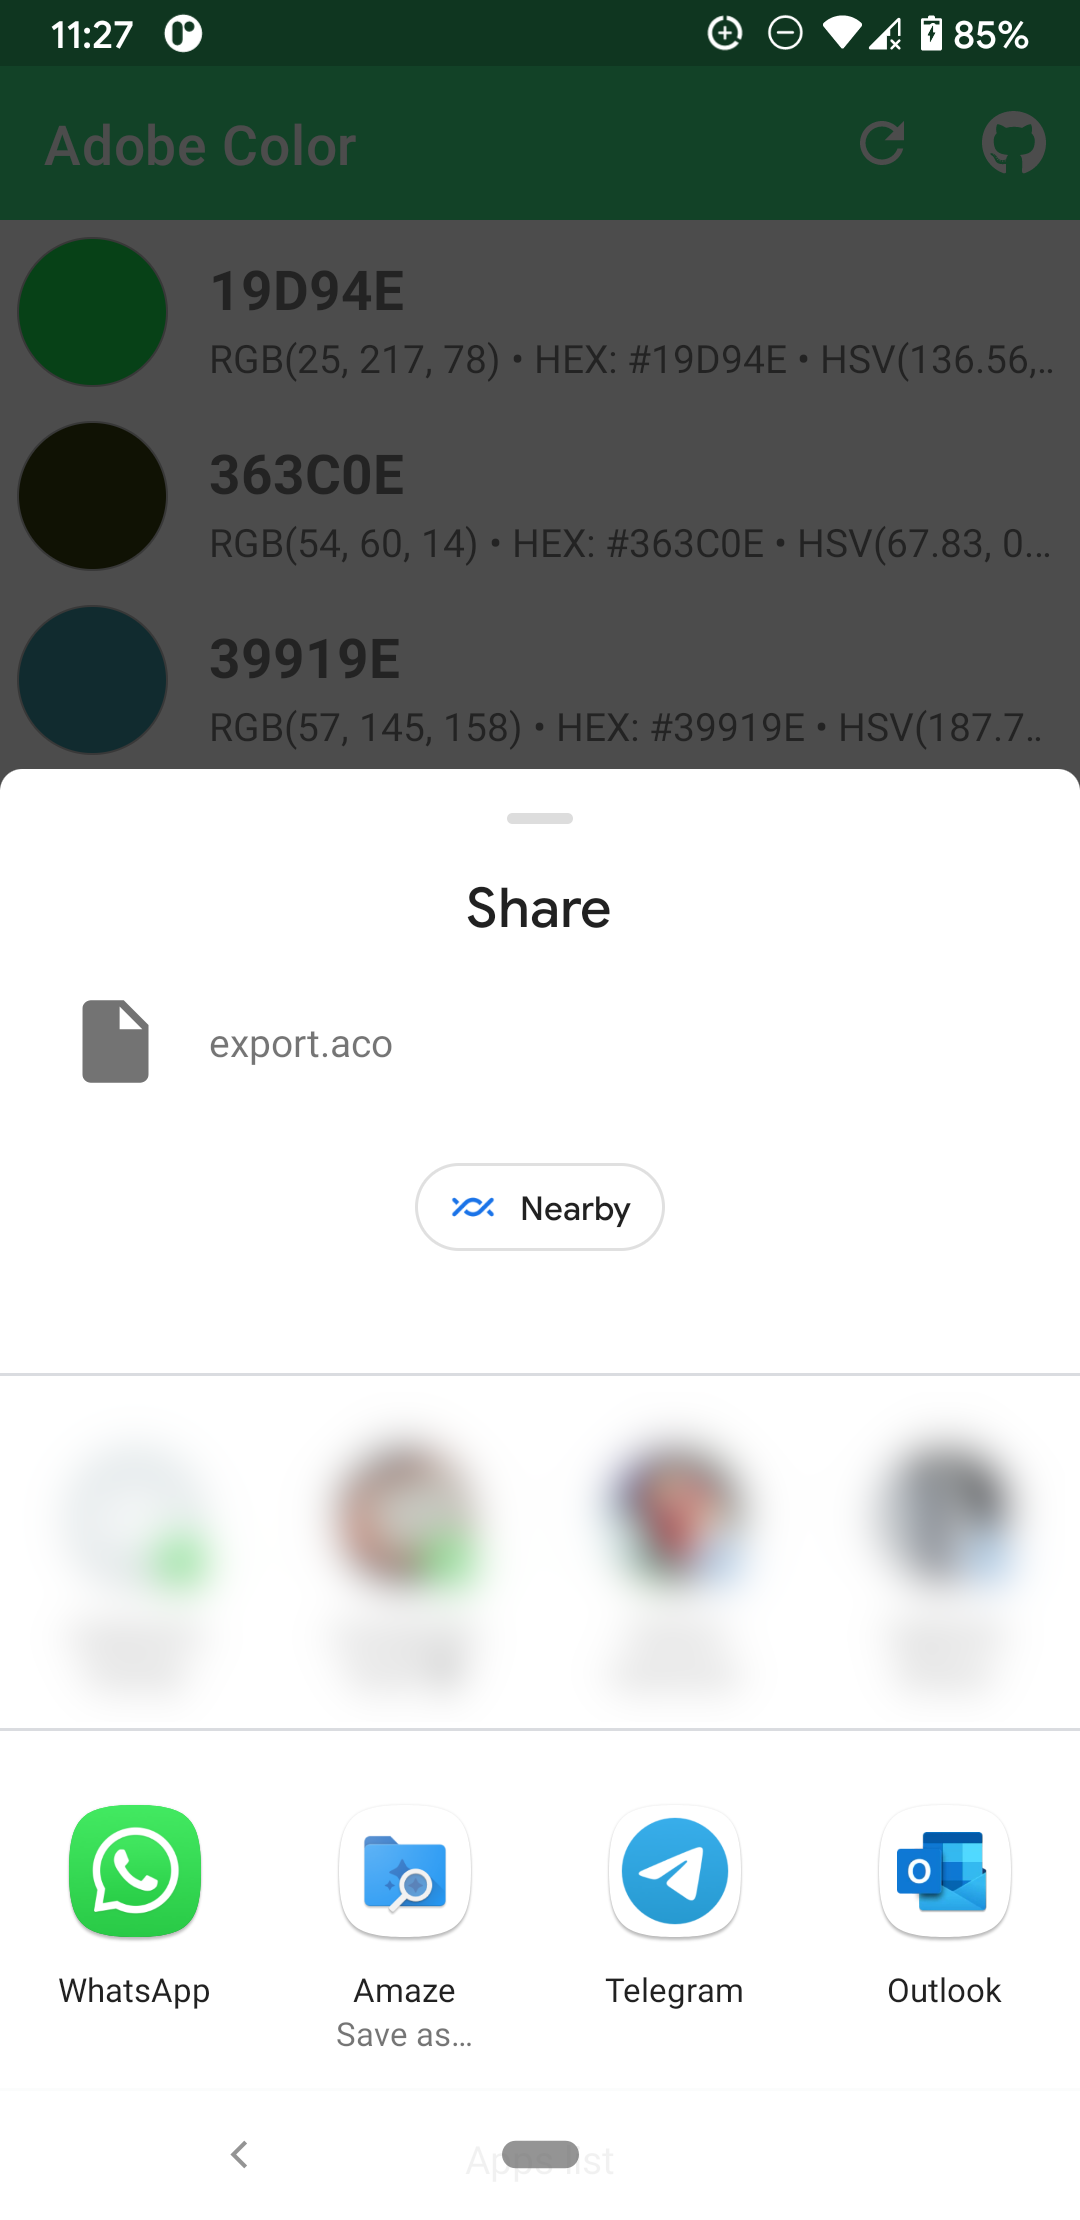 11:27
85%
Adobe Color
19D94E
RGB(25, 217, 78) • HEX: #19D94E • HSV(136.56,...
363C0E
RGB(54, 60, 14) • HEX: #363C0E • HSV(67.83, 0...
39919E
RGB(57, 145, 158) • HEX: #39919E • HSV(187.7...
Share
export.aco
Nearby
WhatsApp
Amaze
Save as...
Telegram
Outlook
Apps list